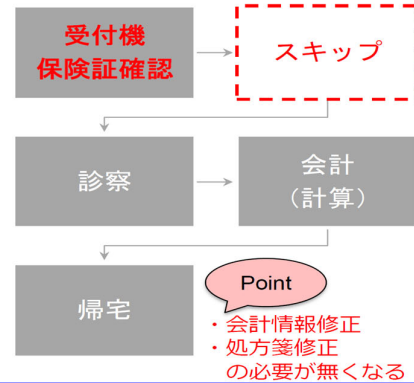 受付機
保険証確認
スキップ
診察
会計
（計算）
帰宅
Point
・会計情報修正
・処方箋修正
の必要が無くなる